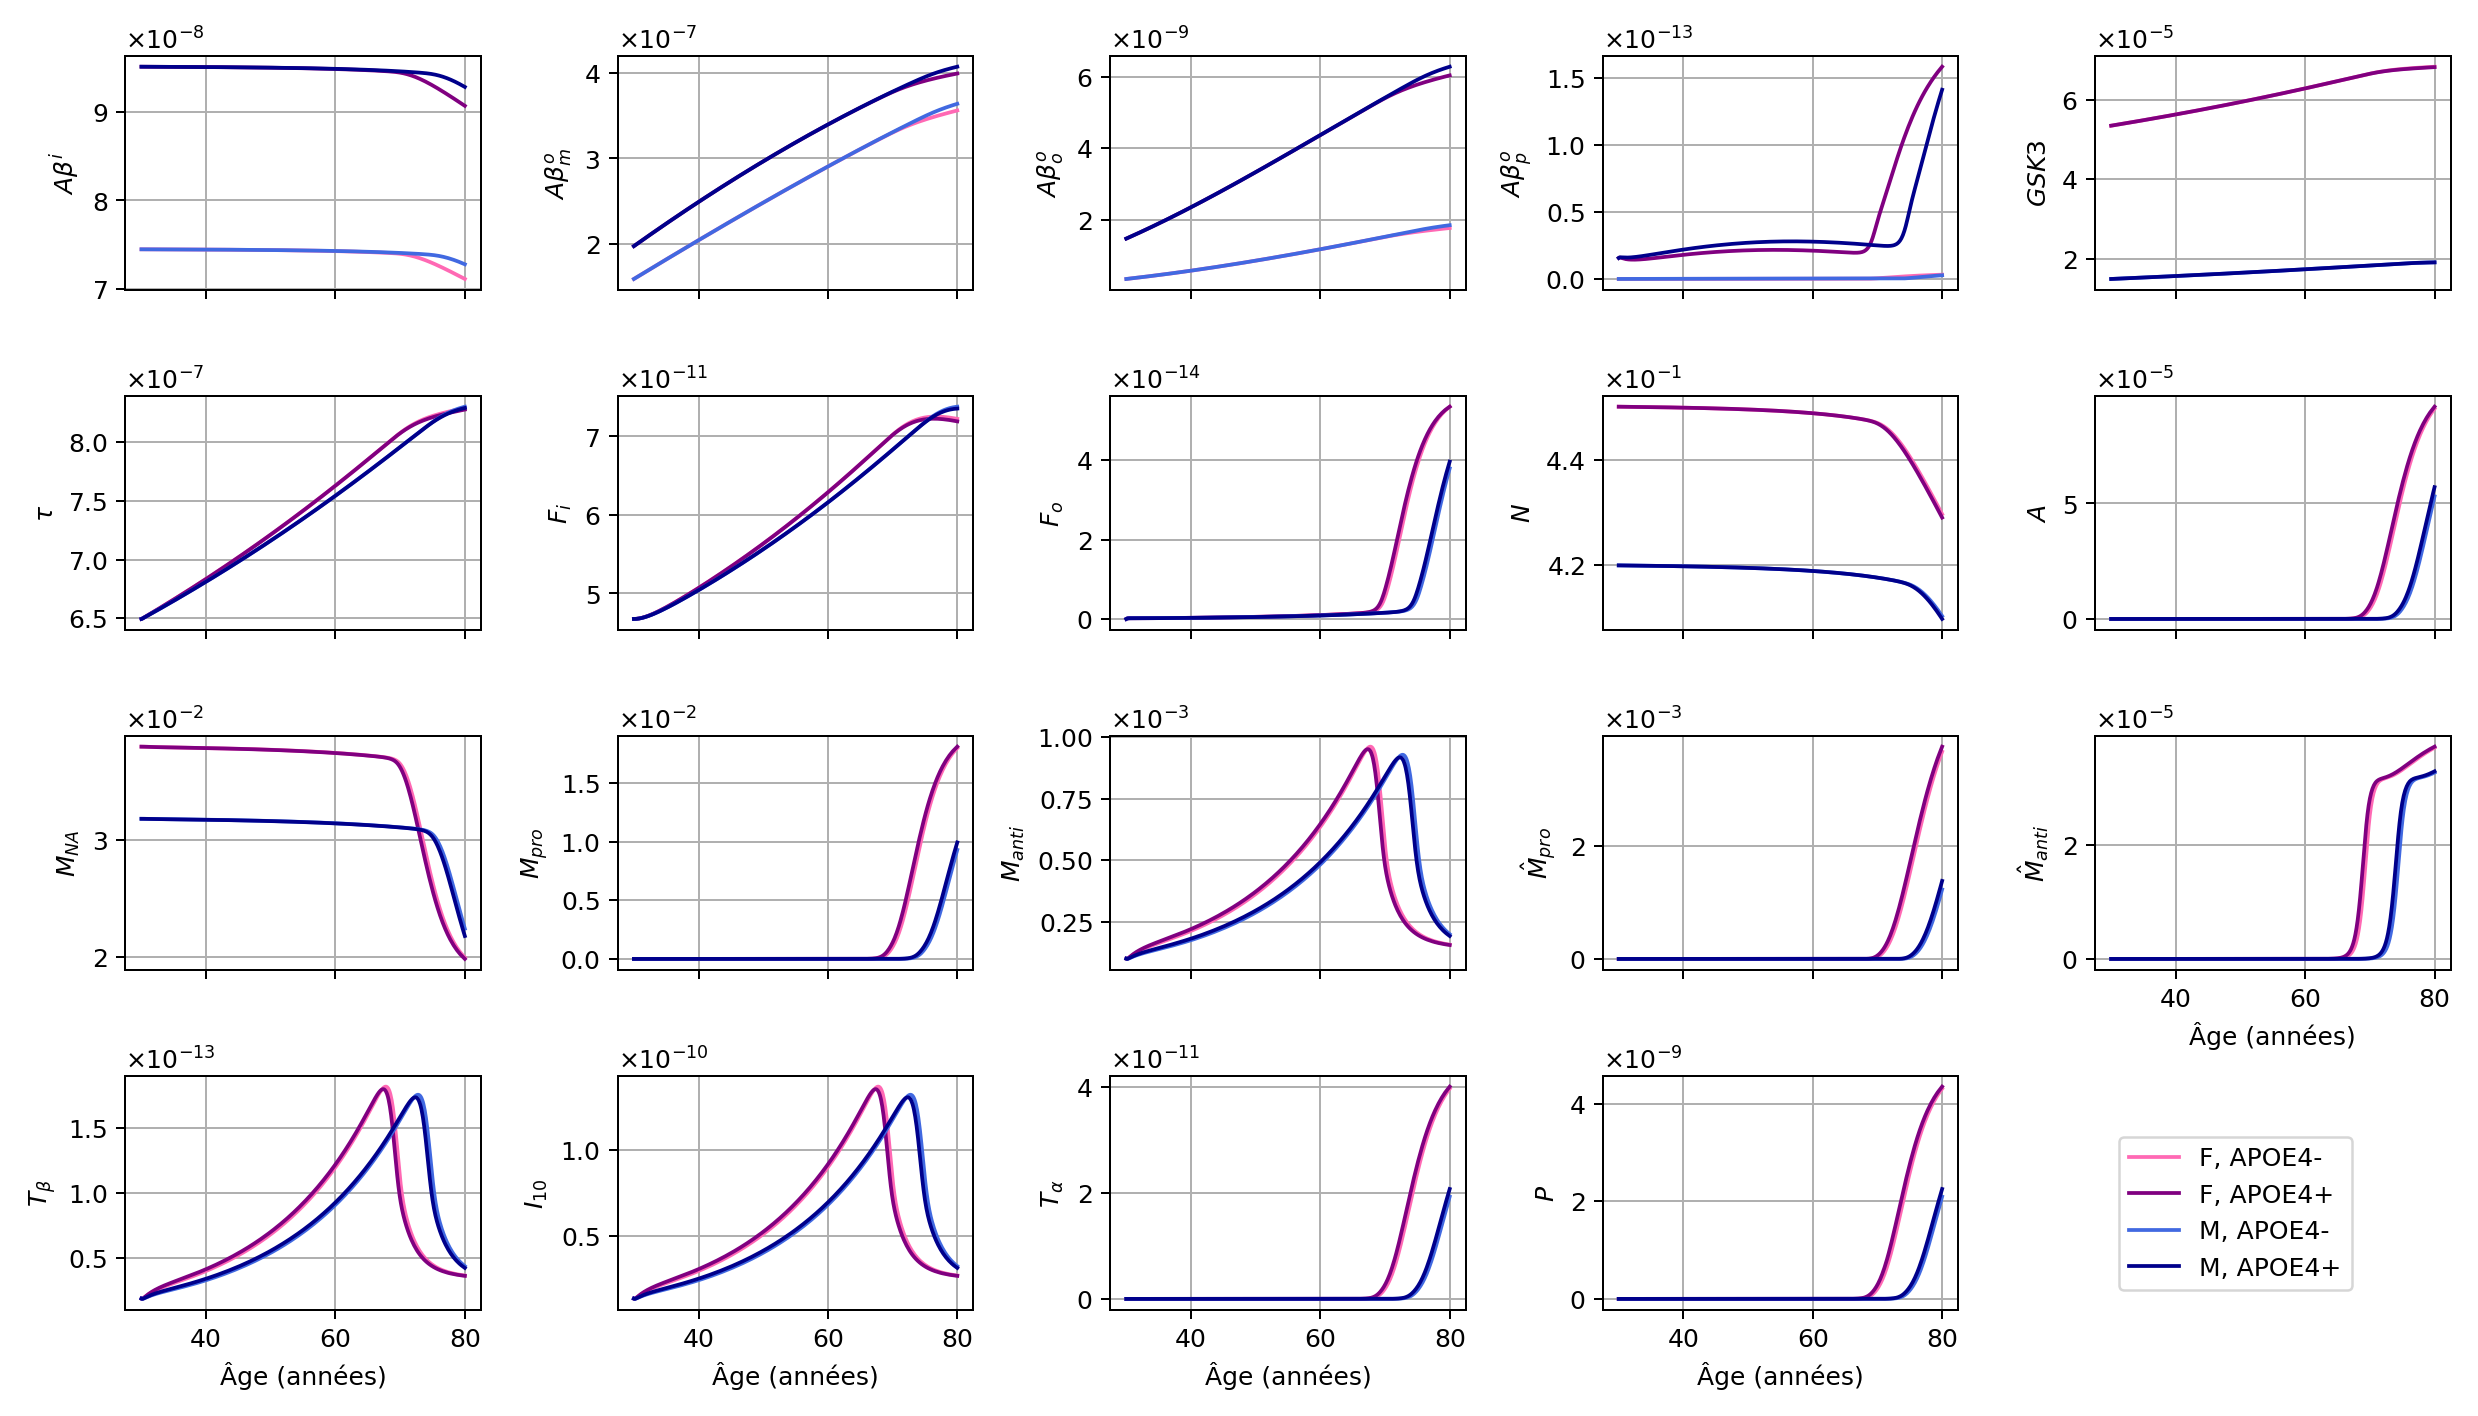 ×10⁻⁸ ×10⁻⁷ ×10⁻⁹ ×10⁻¹³ ×10⁻⁵
Aβⁱ 9 8 7
Aβₘᵒ 4 3 2
Aβₒᵒ 6 4 2
Aβₚᵒ 1.5 1.0 0.5 0.0
GSK3 6 4 2
×10⁻⁷ ×10⁻¹¹ ×10⁻¹⁴ ×10⁻¹ ×10⁻⁵
τ 8.0 7.5 7.0 6.5
Fᵢ 7 6 5
Fₒ 4 2 0
N 4.4 4.2
A 5 0
×10⁻² ×10⁻² ×10⁻³ ×10⁻³ ×10⁻⁵
M_NA 3 2
M_pro 1.5 1.0 0.5 0.0
M_anti 1.00 0.75 0.50 0.25
M̂_pro 2 0
M̂_anti 2 0
40 60 80
Âge (années)
×10⁻¹³ ×10⁻¹⁰ ×10⁻¹¹ ×10⁻⁹
T_β 1.5 1.0 0.5
I₁₀ 1.0 0.5
T_α 4 2 0
P 4 2 0
F, APOE4-
F, APOE4+
M, APOE4-
M, APOE4+
40 60 80 40 60 80 40 60 80 40 60 80
Âge (années) Âge (années) Âge (années) Âge (années)